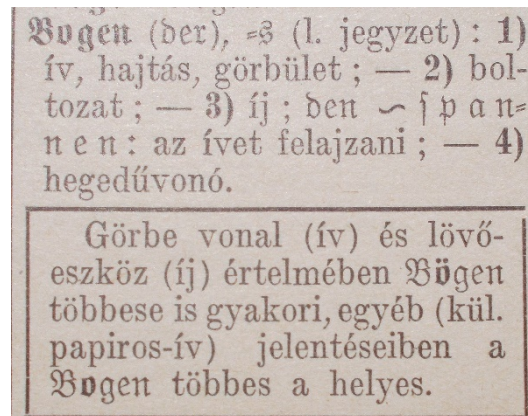 Bogen (der), =s (l. jegyzet) : 1)
ív, hajtás, görbület ; — 2) bol-
tozat ; — 3) íj ; den ∽ span=
nen : az ívet felajzani ; — 4)
hegedűvonó.
Görbe vonal (ív) és lövő-
eszköz (íj) értelmében Bögen
többese is gyakori, egyéb (kül.
papiros-ív) jelentéseiben a
Bogen többes a helyes.